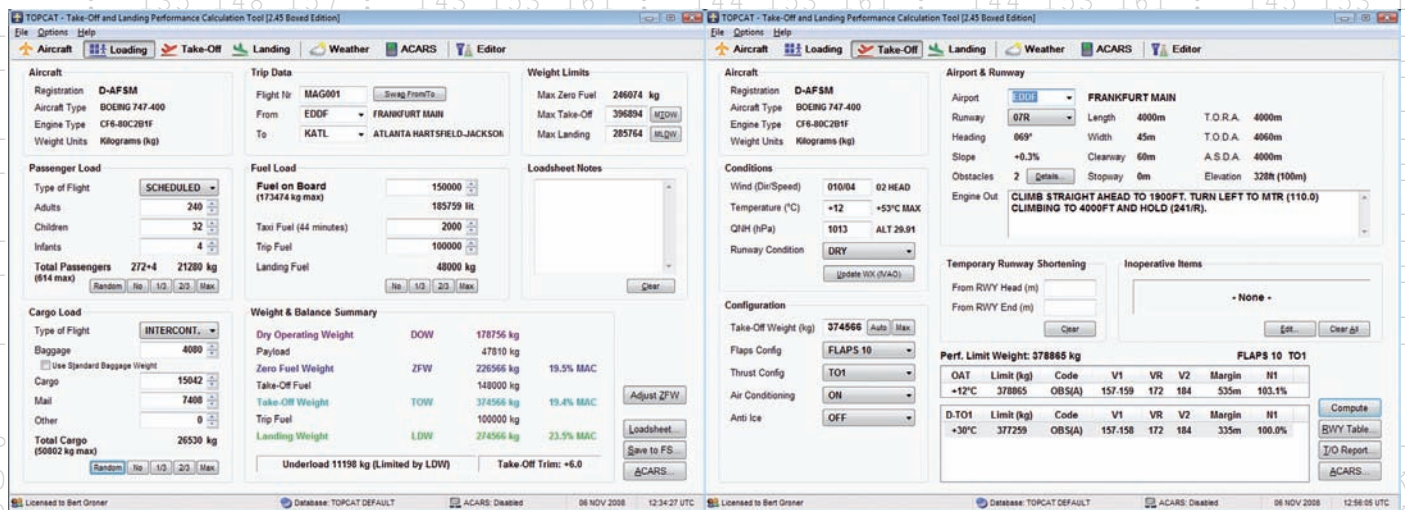 TOPCAT - Take-Off and Landing Performance Calculation Tool [2.45 Boxed Edition]
File Options Help
Aircraft Loading Take-Off Landing Weather ACARS Editor
Aircraft
Registration D-AFSM
Aircraft Type BOEING 747-400
Engine Type CF6-80C2B1F
Weight Units Kilograms (kg)
Trip Data
Flight Nr MAG001 Swap From/To
From EDDF FRANKFURT MAIN
To KATL ATLANTA HARTSFIELD-JACKSON
Weight Limits
Max Zero Fuel 246074 kg
Max Take-Off 396894 MTOW
Max Landing 285764 MLDW
Passenger Load
Type of Flight SCHEDULED
Adults 240
Children 32
Infants 4
Total Passengers 272+4 21280 kg
(614 max)
Random No 1/3 2/3 Max
Fuel Load
Fuel on Board 150000
(173474 kg max)
185759 lit
Taxi Fuel (44 minutes) 2000
Trip Fuel 100000
Landing Fuel 48000 kg
No 1/3 2/3 Max
Loadsheet Notes
Clear
Cargo Load
Type of Flight INTERCONT.
Baggage 4080
Use Standard Baggage Weight
Cargo 15042
Mail 7408
Other 0
Total Cargo 26530 kg
(50802 kg max)
Random No 1/3 2/3 Max
Weight & Balance Summary
Dry Operating Weight DOW 178756 kg
Payload 47810 kg
Zero Fuel Weight ZFW 226566 kg 19.5% MAC
Take-Off Fuel 148000 kg
Take-Off Weight TOW 374566 kg 19.4% MAC
Trip Fuel 100000 kg
Landing Weight LDW 274566 kg 23.5% MAC
Underload 11198 kg (Limited by LDW) Take-Off Trim: +6.0
Adjust ZFW
Loadsheet...
Save to FS...
ACARS...
Licensed to Bert Groner Database: TOPCAT DEFAULT ACARS: Disabled 06 NOV 2008 12:34:27 UTC
TOPCAT - Take-Off and Landing Performance Calculation Tool [2.45 Boxed Edition]
File Options Help
Aircraft Loading Take-Off Landing Weather ACARS Editor
Aircraft
Registration D-AFSM
Aircraft Type BOEING 747-400
Engine Type CF6-80C2B1F
Weight Units Kilograms (kg)
Airport & Runway
Airport EDDF FRANKFURT MAIN
Runway 07R Length 4000m T.O.R.A. 4000m
Heading 069° Width 45m T.O.D.A. 4060m
Slope +0.3% Clearway 60m A.S.D.A. 4000m
Obstacles 2 Details... Stopway 0m Elevation 328ft (100m)
Engine Out CLIMB STRAIGHT AHEAD TO 1900FT. TURN LEFT TO MTR (110.0)
CLIMBING TO 4000FT AND HOLD (241/R).
Conditions
Wind (Dir/Speed) 010/04 02 HEAD
Temperature (°C) +12 +53°C MAX
QNH (hPa) 1013 ALT 29.91
Runway Condition DRY
Update WX (IVAO)
Temporary Runway Shortening
From RWY Head (m)
From RWY End (m)
Clear
Inoperative Items
- None -
Edit... Clear All
Configuration
Take-Off Weight (kg) 374566 Auto Max
Flaps Config FLAPS 10
Thrust Config TO1
Air Conditioning ON
Anti Ice OFF
Perf. Limit Weight: 378865 kg FLAPS 10 TO1
OAT Limit (kg) Code V1 VR V2 Margin N1
+12°C 378865 OBS(A) 157-159 172 184 535m 103.1%
D-TO1 Limit (kg) Code V1 VR V2 Margin N1
+30°C 377259 OBS(A) 157-158 172 184 335m 100.0%
Compute
RWY Table...
T/O Report...
ACARS...
Licensed to Bert Groner Database: TOPCAT DEFAULT ACARS: Disabled 06 NOV 2008 12:56:05 UTC